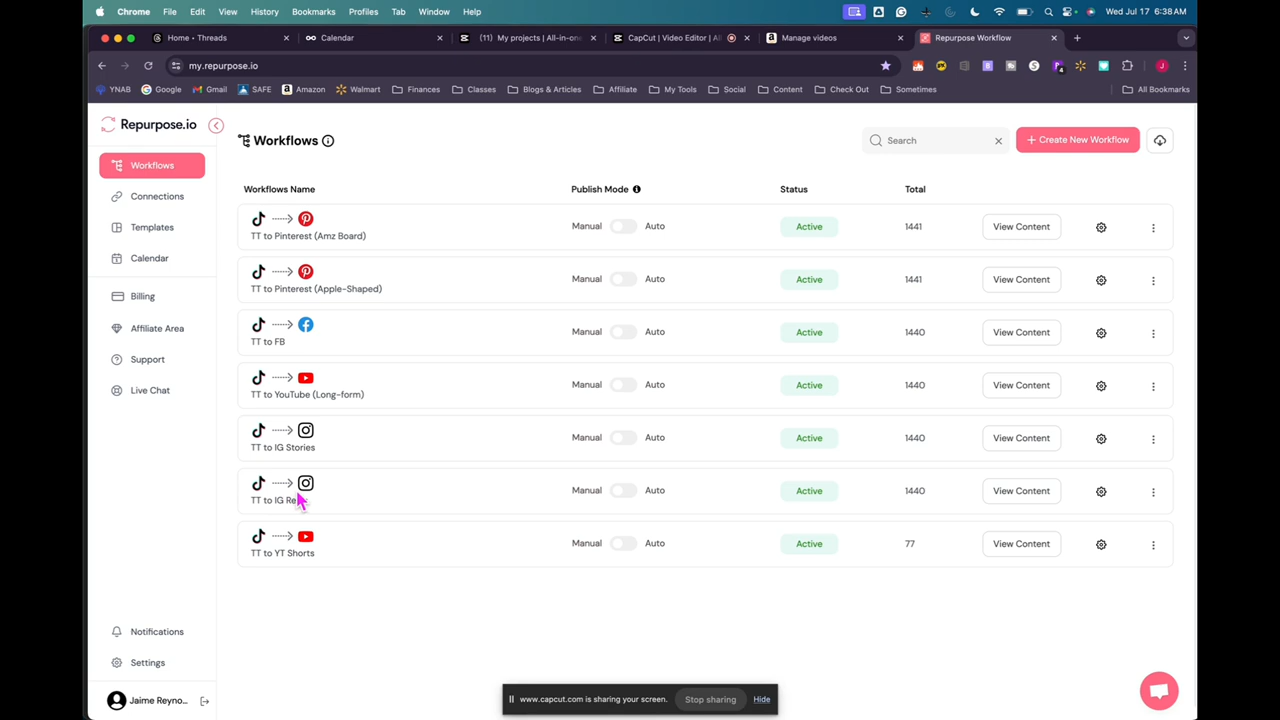 Chrome File Edit View History Bookmarks Profiles Tab Window Help Wed Jul 17 6:38 AM
Home • Threads Calendar (11) My projects | All-in-on CapCut | Video Editor | All Manage videos Repurpose Workflow
my.repurpose.io
YNAB Google Gmail SAFE Amazon Walmart Finances Classes Blogs & Articles Affiliate My Tools Social Content Check Out Sometimes All Bookmarks
Repurpose.io
Workflows
Connections
Templates
Calendar
Billing
Affiliate Area
Support
Live Chat
Notifications
Settings
Jaime Reyno...
Workflows
Search
+ Create New Workflow
Workflows Name Publish Mode Status Total
TT to Pinterest (Amz Board) Manual Auto Active 1441 View Content
TT to Pinterest (Apple-Shaped) Manual Auto Active 1441 View Content
TT to FB Manual Auto Active 1440 View Content
TT to YouTube (Long-form) Manual Auto Active 1440 View Content
TT to IG Stories Manual Auto Active 1440 View Content
TT to IG Re Manual Auto Active 1440 View Content
TT to YT Shorts Manual Auto Active 77 View Content
www.capcut.com is sharing your screen. Stop sharing Hide